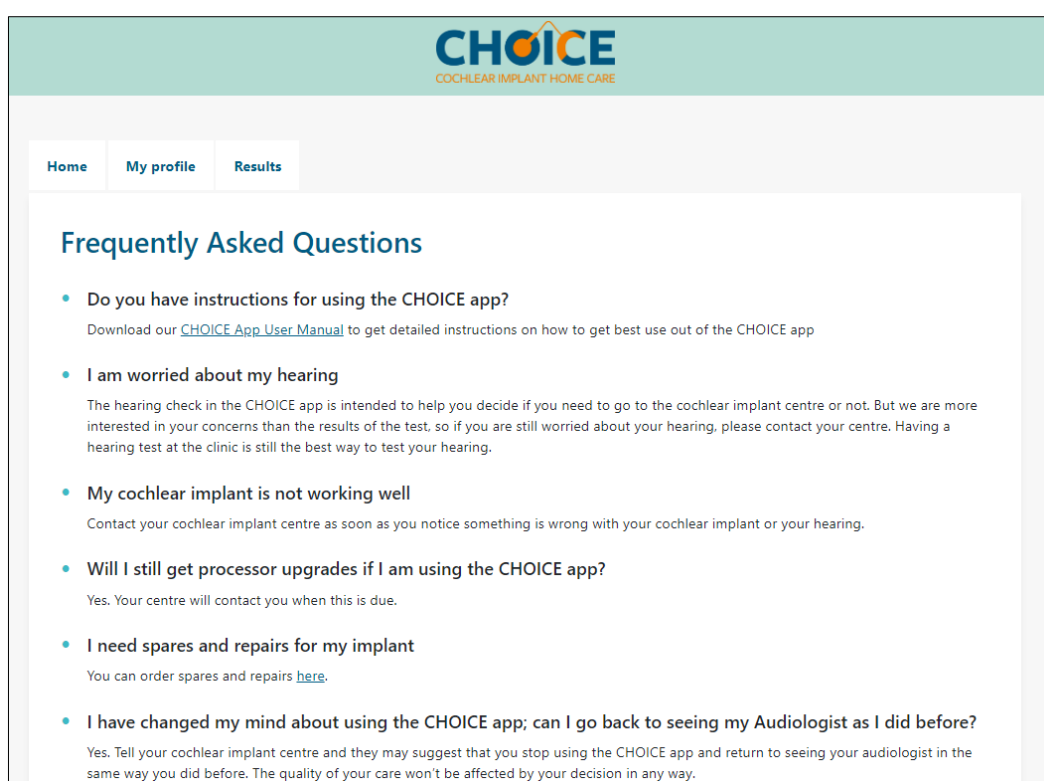 CHOICE
COCHLEAR IMPLANT HOME CARE
Home
My profile
Results
Frequently Asked Questions
Do you have instructions for using the CHOICE app?
Download our CHOICE App User Manual to get detailed instructions on how to get best use out of the CHOICE app
I am worried about my hearing
The hearing check in the CHOICE app is intended to help you decide if you need to go to the cochlear implant centre or not. But we are more
interested in your concerns than the results of the test, so if you are still worried about your hearing, please contact your centre. Having a
hearing test at the clinic is still the best way to test your hearing.
My cochlear implant is not working well
Contact your cochlear implant centre as soon as you notice something is wrong with your cochlear implant or your hearing.
Will I still get processor upgrades if I am using the CHOICE app?
Yes. Your centre will contact you when this is due.
I need spares and repairs for my implant
You can order spares and repairs here.
I have changed my mind about using the CHOICE app; can I go back to seeing my Audiologist as I did before?
Yes. Tell your cochlear implant centre and they may suggest that you stop using the CHOICE app and return to seeing your audiologist in the
same way you did before. The quality of your care won't be affected by your decision in any way.